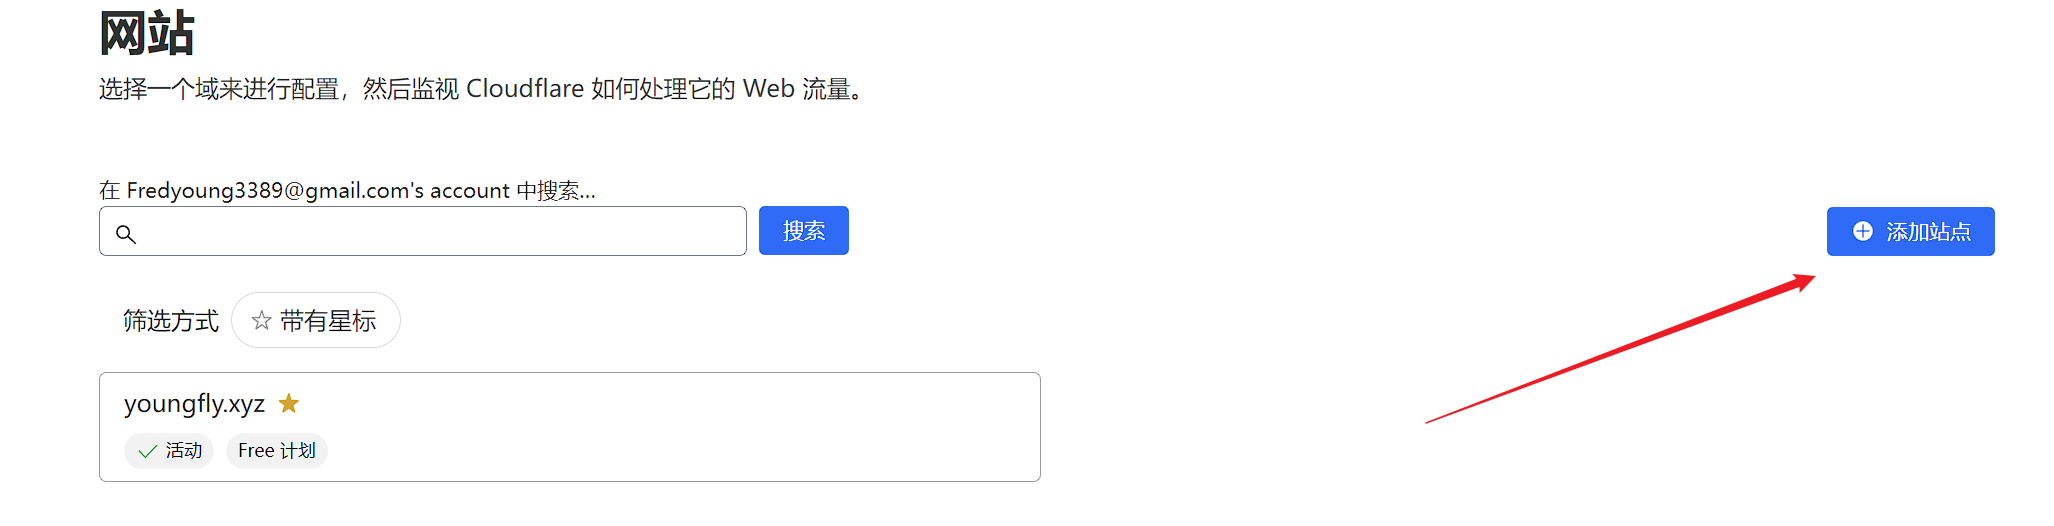 网站
选择一个域来进行配置，然后监视 Cloudflare 如何处理它的 Web 流量。
在 Fredyoung3389@gmail.com's account 中搜索...
搜索
添加站点
筛选方式 带有星标
youngfly.xyz
活动 Free 计划